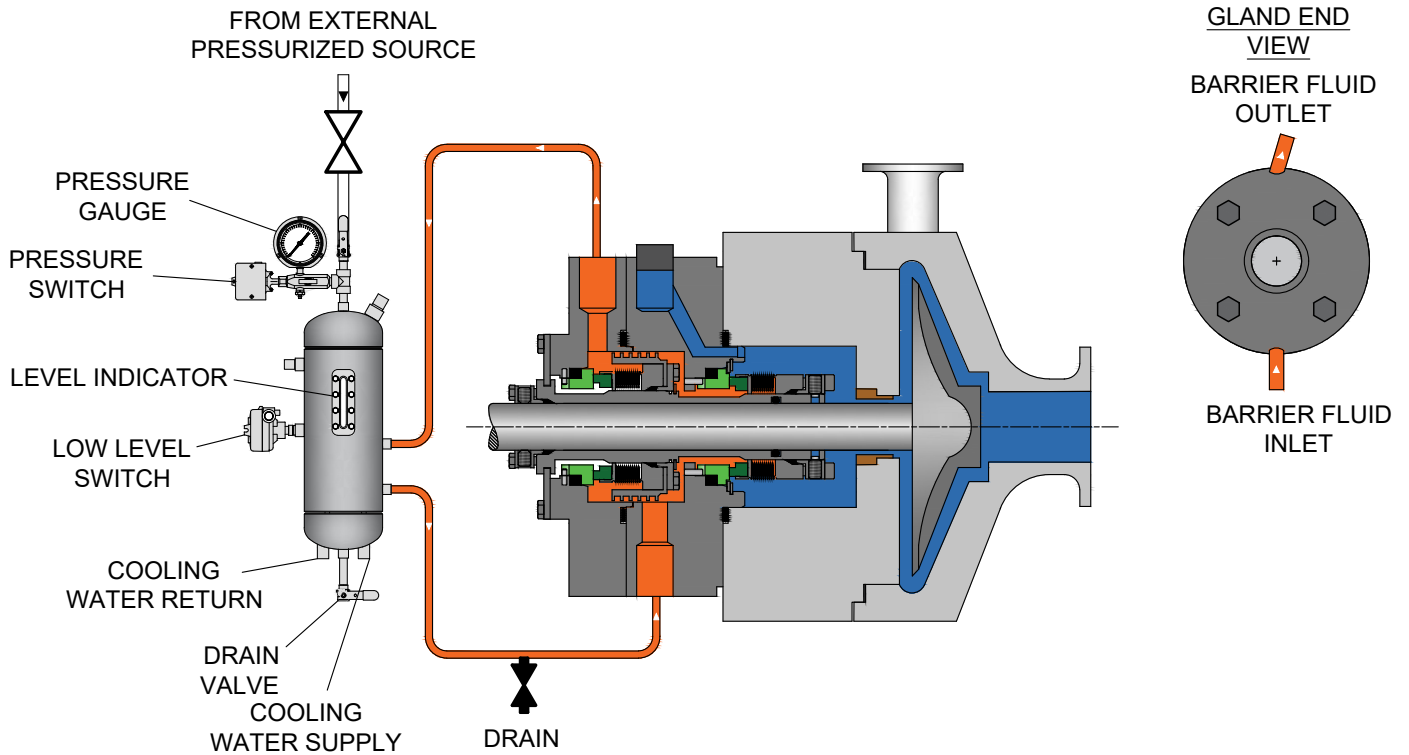 FROM EXTERNAL
PRESSURIZED SOURCE
PRESSURE
GAUGE
PRESSURE
SWITCH
LEVEL INDICATOR
LOW LEVEL
SWITCH
COOLING
WATER RETURN
DRAIN
VALVE
COOLING
WATER SUPPLY
DRAIN
GLAND END
VIEW
BARRIER FLUID
OUTLET
BARRIER FLUID
INLET